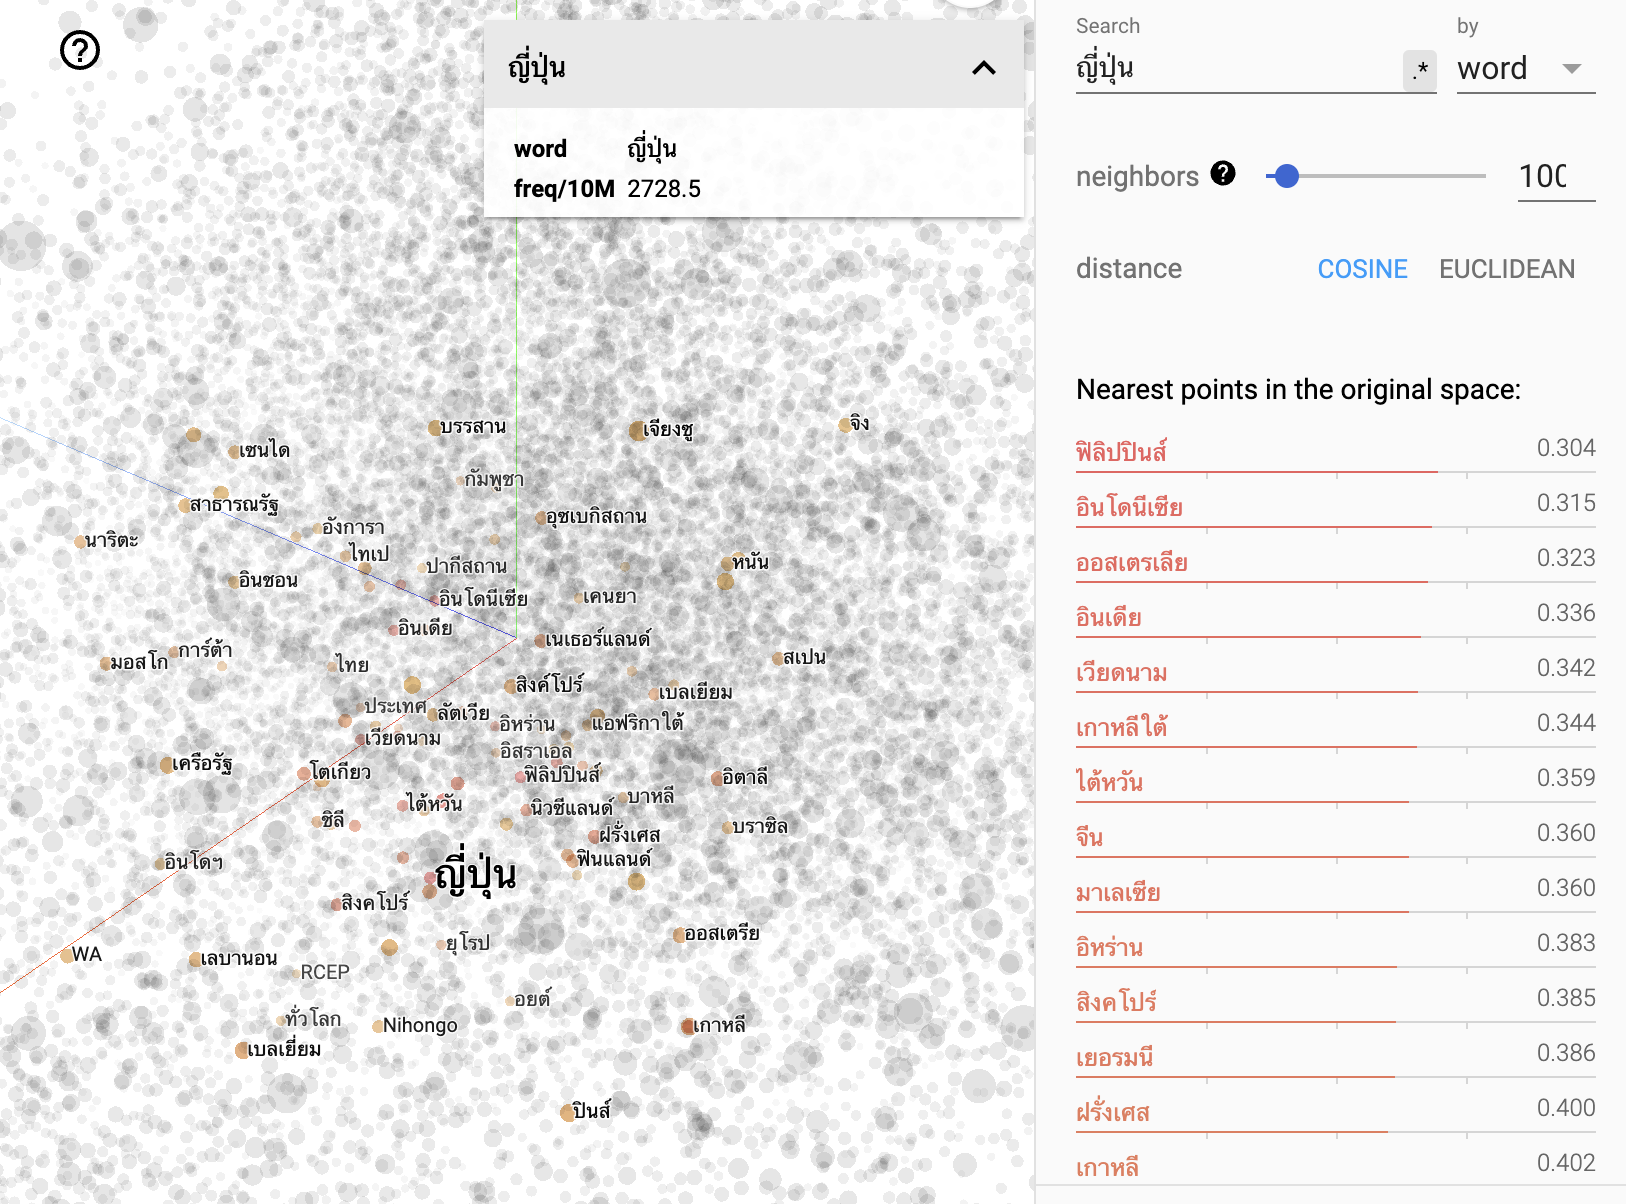 ญี่ปุ่น
word ญี่ปุ่น
freq/10M 2728.5
บรรสาน
เจียงซู
จิง
เซนได
กัมพูชา
สาธารณรัฐ
อุซเบกิสถาน
อังการา
นาริตะ
ไทเป
ปากีสถาน
หนัน
อินชอน
อินโดนีเซีย
เคนยา
อินเดีย
เนเธอร์แลนด์
การ์ต้า
มอสโก
ไทย
สเปน
สิงค์โปร์
เบลเยียม
ประเทศ
ลัตเวีย
อิหร่าน
แอฟริกาใต้
เวียดนาม
อิสราเอล
เครือรัฐ
โตเกียว
ฟิลิปปินส์
อิตาลี
ไต้หวัน
นิวซีแลนด์
บาหลี
ชิลี
ฝรั่งเศส
บราซิล
อินโดฯ
ญี่ปุ่น
ฟินแลนด์
สิงคโปร์
ออสเตรีย
ยุโรป
WA
เลบานอน
RCEP
อยต์
ทั่วโลก
Nihongo
เกาหลี
เบลเยี่ยม
ปินส์
Search by
ญี่ปุ่น .* word
neighbors 100
distance COSINE EUCLIDEAN
Nearest points in the original space:
ฟิลิปปินส์ 0.304
อินโดนีเซีย 0.315
ออสเตรเลีย 0.323
อินเดีย 0.336
เวียดนาม 0.342
เกาหลีใต้ 0.344
ไต้หวัน 0.359
จีน 0.360
มาเลเซีย 0.360
อิหร่าน 0.383
สิงคโปร์ 0.385
เยอรมนี 0.386
ฝรั่งเศส 0.400
เกาหลี 0.402